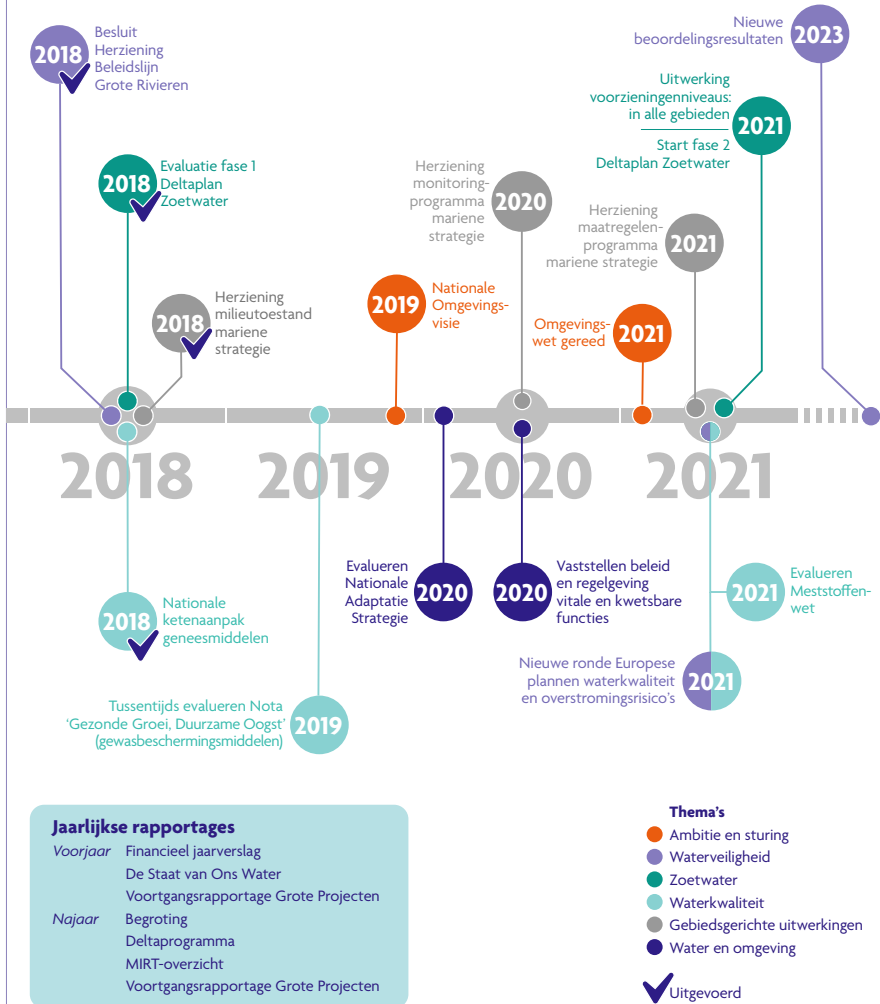 2018
Besluit
Herziening
Beleidslijn
Grote Rivieren
Nieuwe
beoordelingsresultaten
2023
Uitwerking
voorzieningenniveaus:
in alle gebieden
Start fase 2
Deltaplan Zoetwater
2021
2018
Evaluatie fase 1
Deltaplan
Zoetwater
Herziening
monitoring-
programma
mariene
strategie
2020
Herziening
maatregelen-
programma
mariene strategie
2021
2018
Herziening
milieutoestand
mariene
strategie
2019
Nationale
Omgevings-
visie
Omgevings-
wet gereed
2021
2018
2019
2020
2021
Evalueren
Nationale
Adaptatie
Strategie
2020
2020
Vaststellen beleid
en regelgeving
vitale en kwetsbare
functies
2021
Evalueren
Meststoffen-
wet
2018
Nationale
ketenaanpak
geneesmiddelen
Nieuwe ronde Europese
plannen waterkwaliteit
en overstromingsrisico's
2021
Tussentijds evalueren Nota
'Gezonde Groei, Duurzame Oogst'
(gewasbeschermingsmiddelen)
2019
Jaarlijkse rapportages
Voorjaar Financieel jaarverslag
De Staat van Ons Water
Voortgangsrapportage Grote Projecten
Najaar Begroting
Deltaprogramma
MIRT-overzicht
Voortgangsrapportage Grote Projecten
Thema's
Ambitie en sturing
Waterveiligheid
Zoetwater
Waterkwaliteit
Gebiedsgerichte uitwerkingen
Water en omgeving
Uitgevoerd